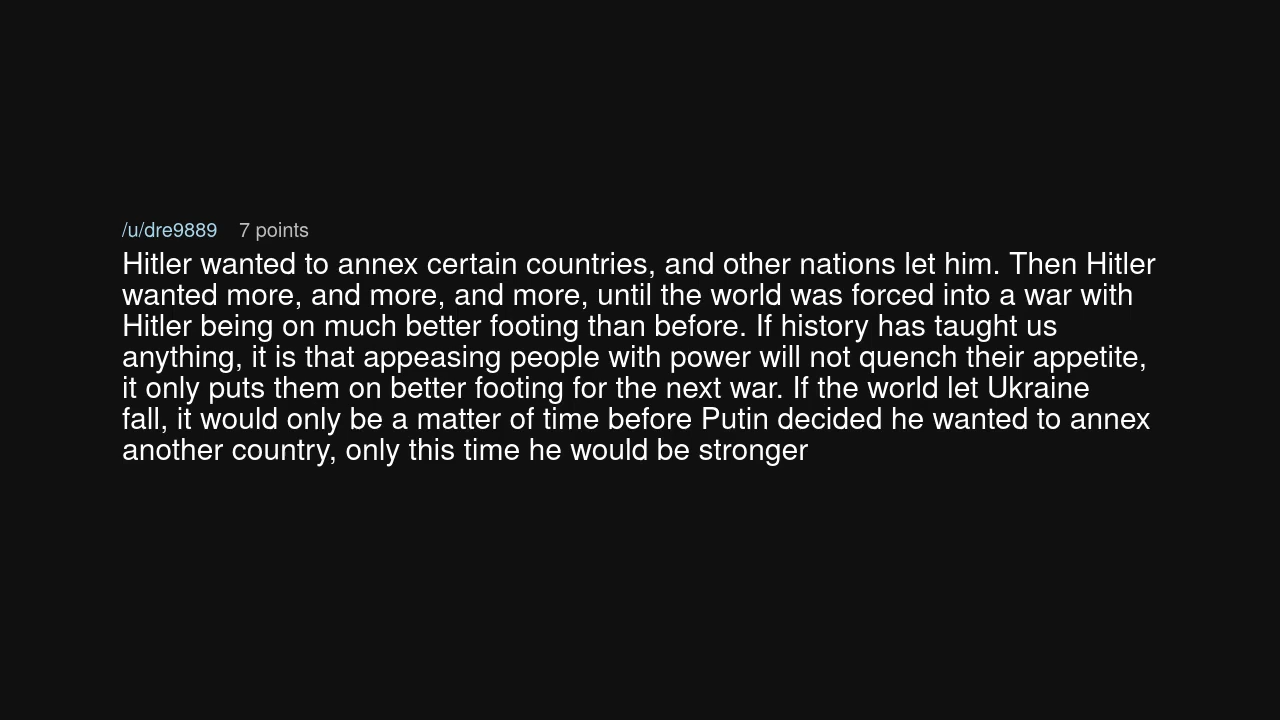 /u/dre9889 7 points
Hitler wanted to annex certain countries, and other nations let him. Then Hitler
wanted more, and more, and more, until the world was forced into a war with
Hitler being on much better footing than before. If history has taught us
anything, it is that appeasing people with power will not quench their appetite,
it only puts them on better footing for the next war. If the world let Ukraine
fall, it would only be a matter of time before Putin decided he wanted to annex
another country, only this time he would be stronger